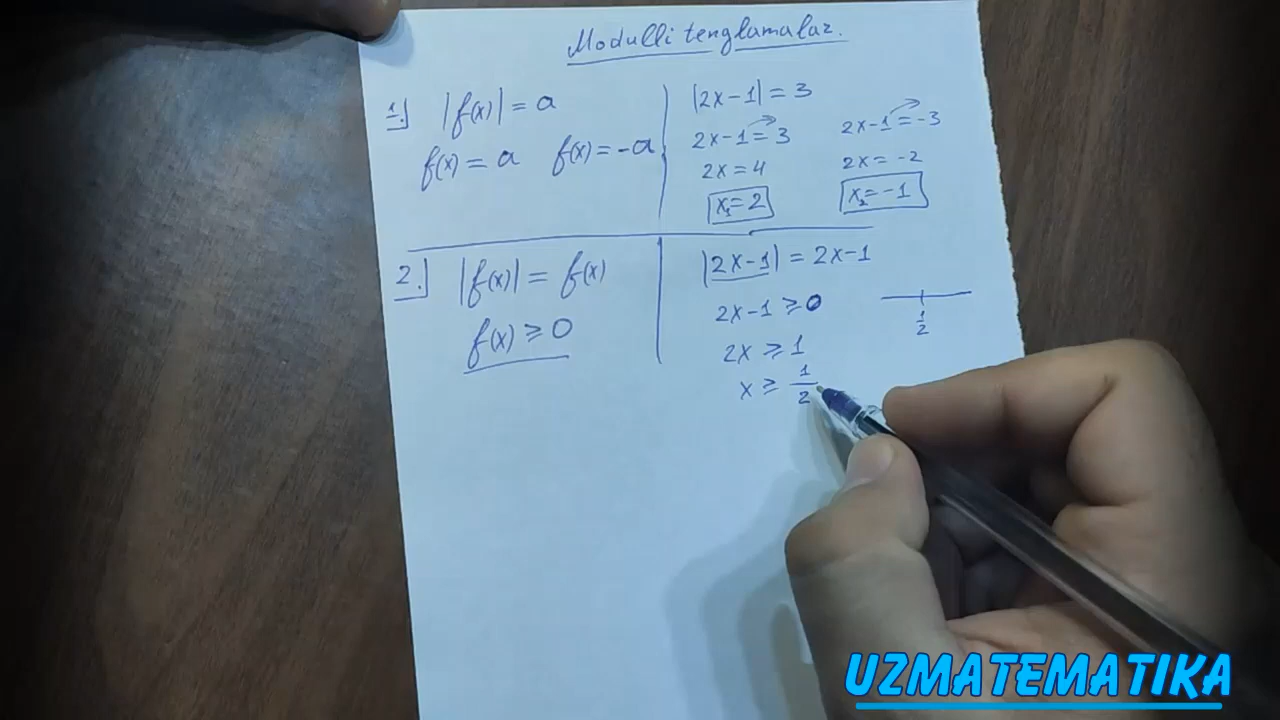 Modulli tenglamalar.
1.) |f(x)| = a
f(x) = a f(x) = -a
|2x-1| = 3
2x-1 = 3 2x-1 = -3
2x = 4 2x = -2
x₁ = 2 x₂ = -1
2.) |f(x)| = f(x)
f(x) ≥ 0
|2x-1| = 2x-1
2x-1 ≥ 0
2x ≥ 1
x ≥ 1/2
1/2
UZMATEMATIKA